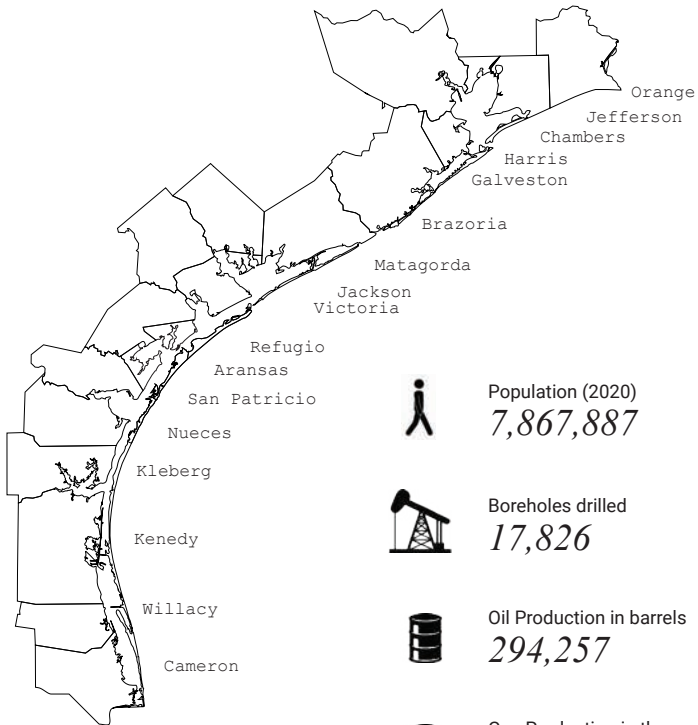 Orange
Jefferson
Chambers
Harris
Galveston
Brazoria
Matagorda
Jackson
Victoria
Refugio
Aransas
San Patricio
Nueces
Kleberg
Kenedy
Willacy
Cameron
Population (2020)
7,867,887
Boreholes drilled
17,826
Oil Production in barrels
294,257